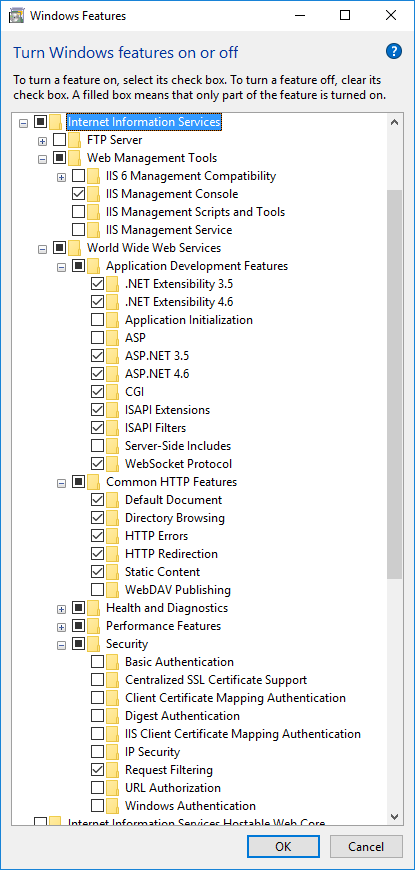 Windows Features
Turn Windows features on or off
?
To turn a feature on, select its check box. To turn a feature off, clear its
check box. A filled box means that only part of the feature is turned on.
Internet Information Services
FTP Server
Web Management Tools
IIS 6 Management Compatibility
IIS Management Console
IIS Management Scripts and Tools
IIS Management Service
World Wide Web Services
Application Development Features
.NET Extensibility 3.5
.NET Extensibility 4.6
Application Initialization
ASP
ASP.NET 3.5
ASP.NET 4.6
CGI
ISAPI Extensions
ISAPI Filters
Server-Side Includes
WebSocket Protocol
Common HTTP Features
Default Document
Directory Browsing
HTTP Errors
HTTP Redirection
Static Content
WebDAV Publishing
Health and Diagnostics
Performance Features
Security
Basic Authentication
Centralized SSL Certificate Support
Client Certificate Mapping Authentication
Digest Authentication
IIS Client Certificate Mapping Authentication
IP Security
Request Filtering
URL Authorization
Windows Authentication
Internet Information Services Hostable Web Core
OK Cancel